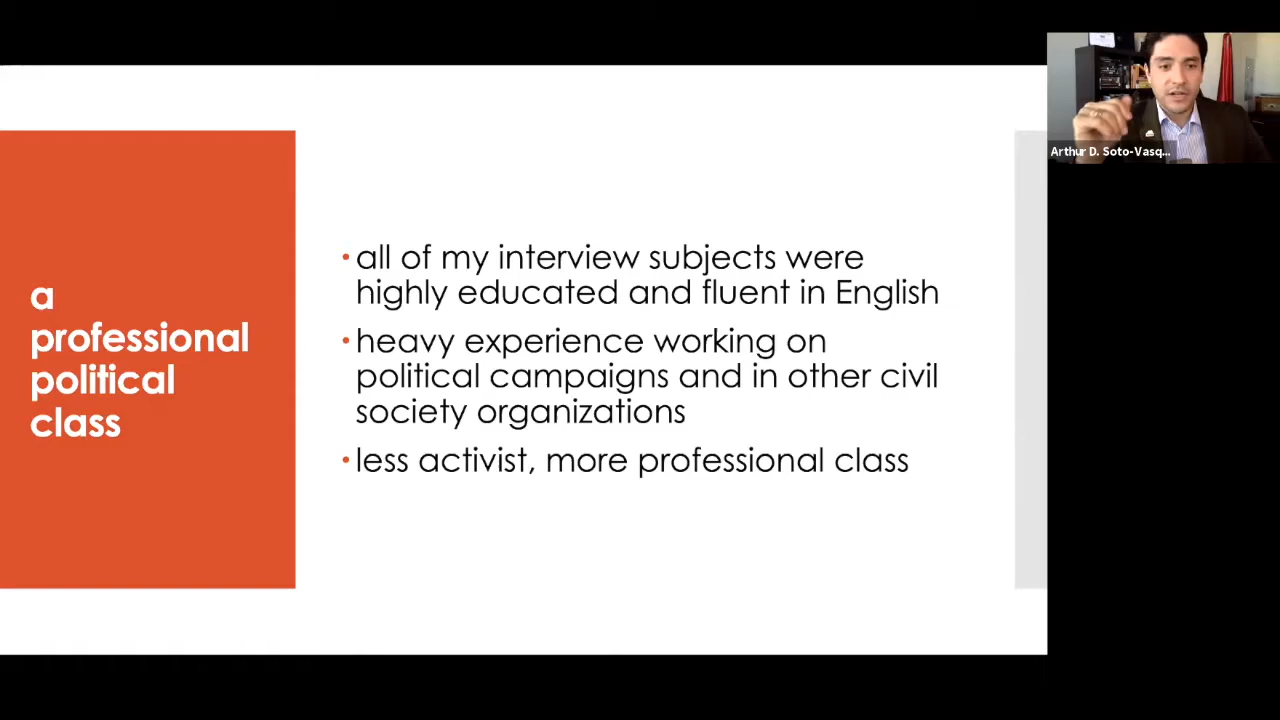 a
professional
political
class
• all of my interview subjects were
highly educated and fluent in English
• heavy experience working on
political campaigns and in other civil
society organizations
• less activist, more professional class
Arthur D. Soto-Vasq...